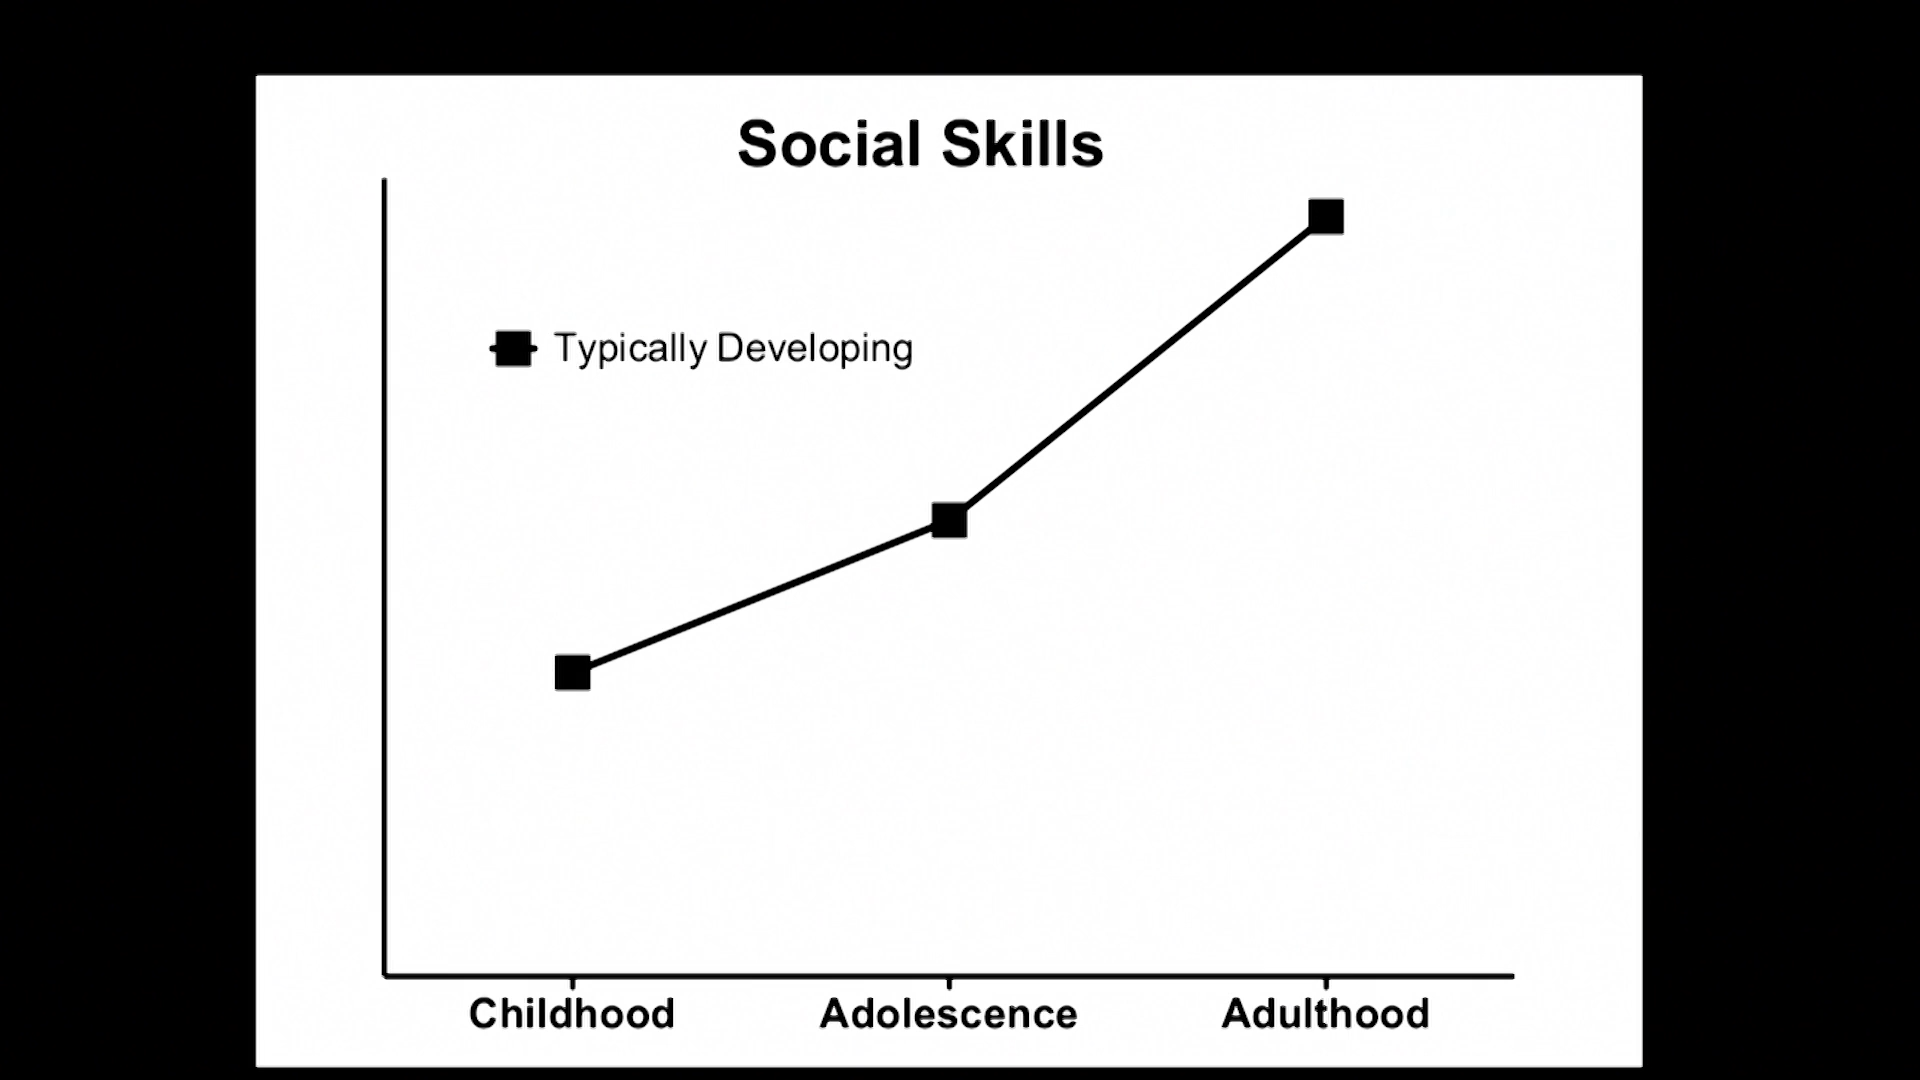 Social Skills
Typically Developing
Childhood
Adolescence
Adulthood